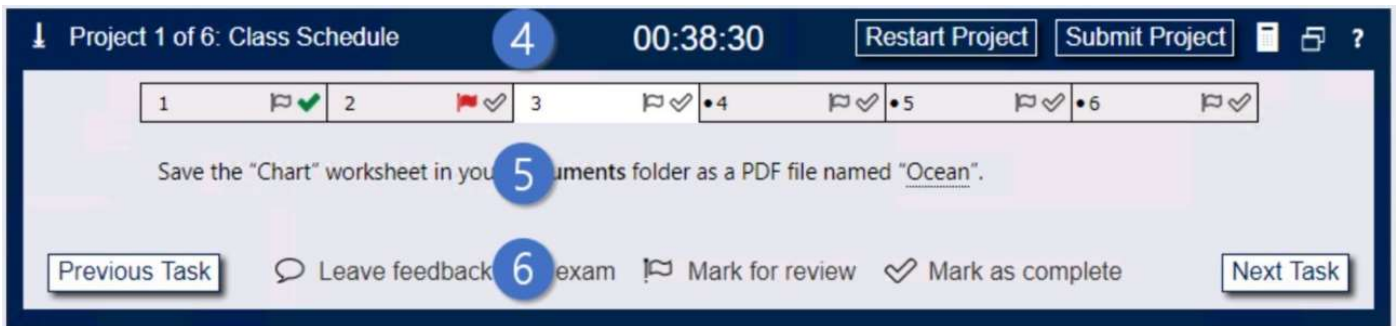 Project 1 of 6: Class Schedule 4 00:38:30 Restart Project Submit Project ?
1 2 3 •4 •5 •6
Save the "Chart" worksheet in you 5 uments folder as a PDF file named "Ocean".
Previous Task Leave feedback 6 exam Mark for review Mark as complete Next Task